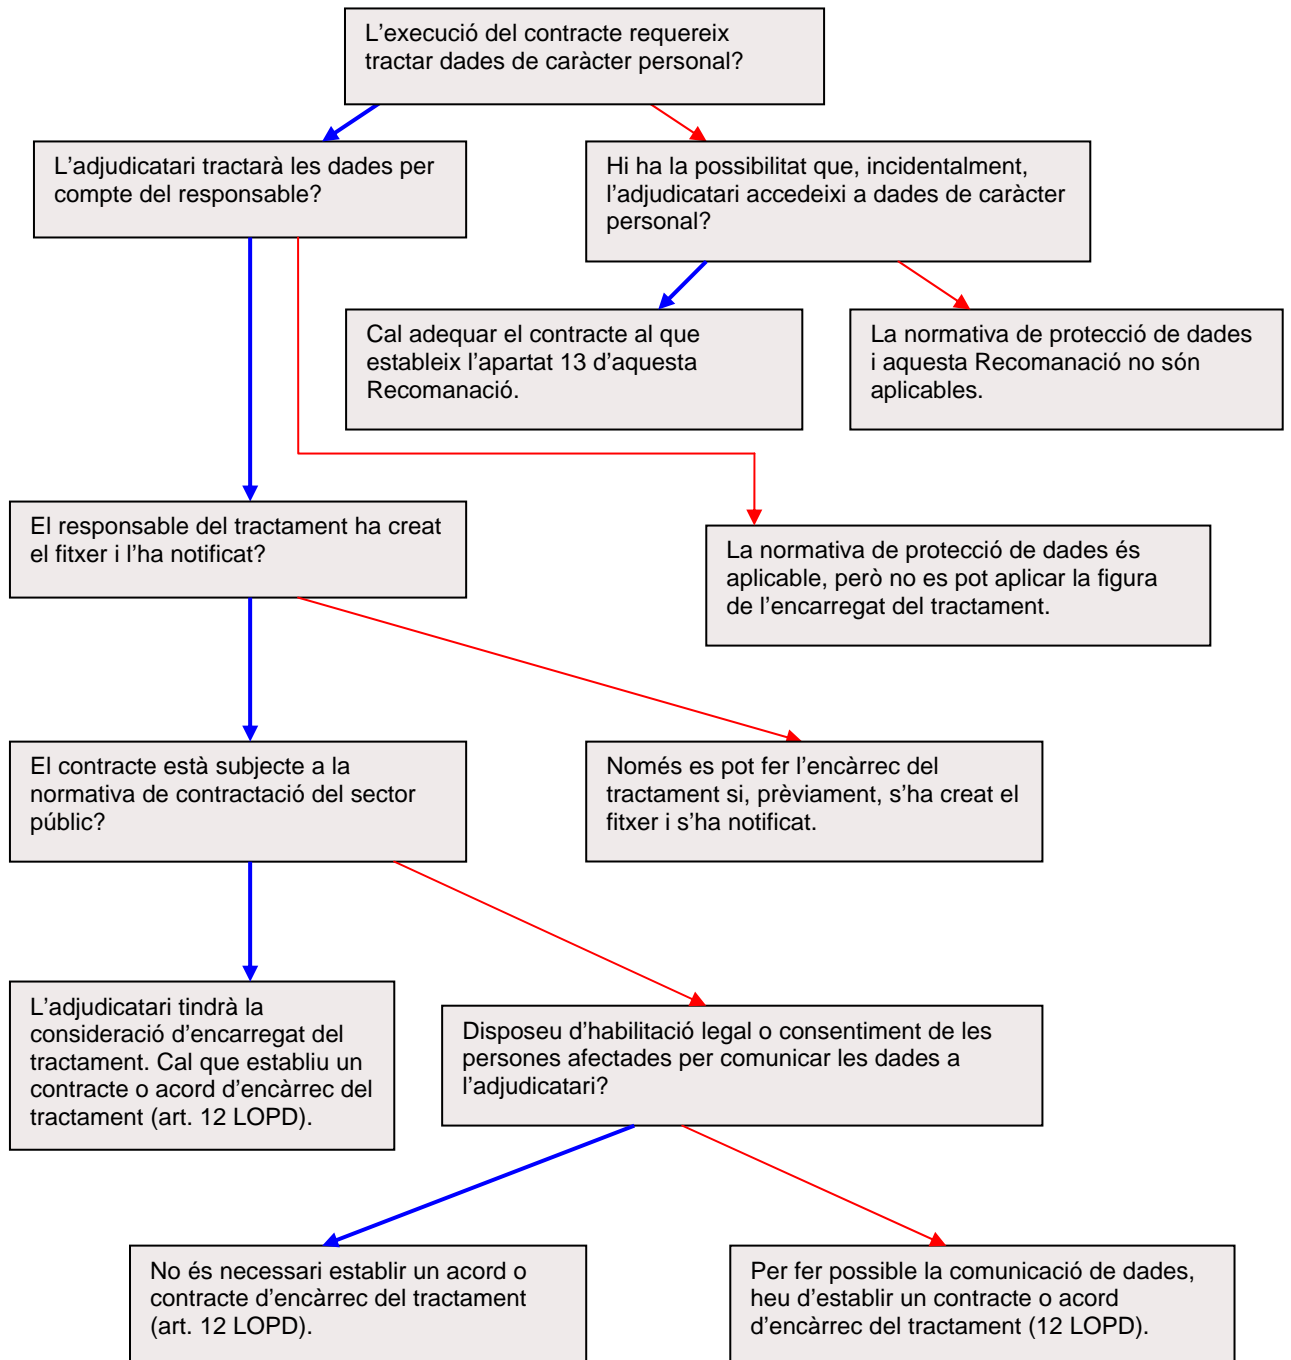 L’execució del contracte requereix
tractar dades de caràcter personal?
L’adjudicatari tractarà les dades per
compte del responsable?
Hi ha la possibilitat que, incidentalment,
l’adjudicatari accedeixi a dades de caràcter
personal?
Cal adequar el contracte al que
estableix l’apartat 13 d’aquesta
Recomanació.
La normativa de protecció de dades
i aquesta Recomanació no són
aplicables.
El responsable del tractament ha creat
el fitxer i l’ha notificat?
La normativa de protecció de dades és
aplicable, però no es pot aplicar la figura
de l’encarregat del tractament.
El contracte està subjecte a la
normativa de contractació del sector
públic?
Només es pot fer l’encàrrec del
tractament si, prèviament, s’ha creat el
fitxer i s’ha notificat.
L’adjudicatari tindrà la
consideració d’encarregat del
tractament. Cal que establiu un
contracte o acord d’encàrrec del
tractament (art. 12 LOPD).
Disposeu d’habilitació legal o consentiment de les
persones afectades per comunicar les dades a
l’adjudicatari?
No és necessari establir un acord o
contracte d’encàrrec del tractament
(art. 12 LOPD).
Per fer possible la comunicació de dades,
heu d’establir un contracte o acord
d’encàrrec del tractament (12 LOPD).